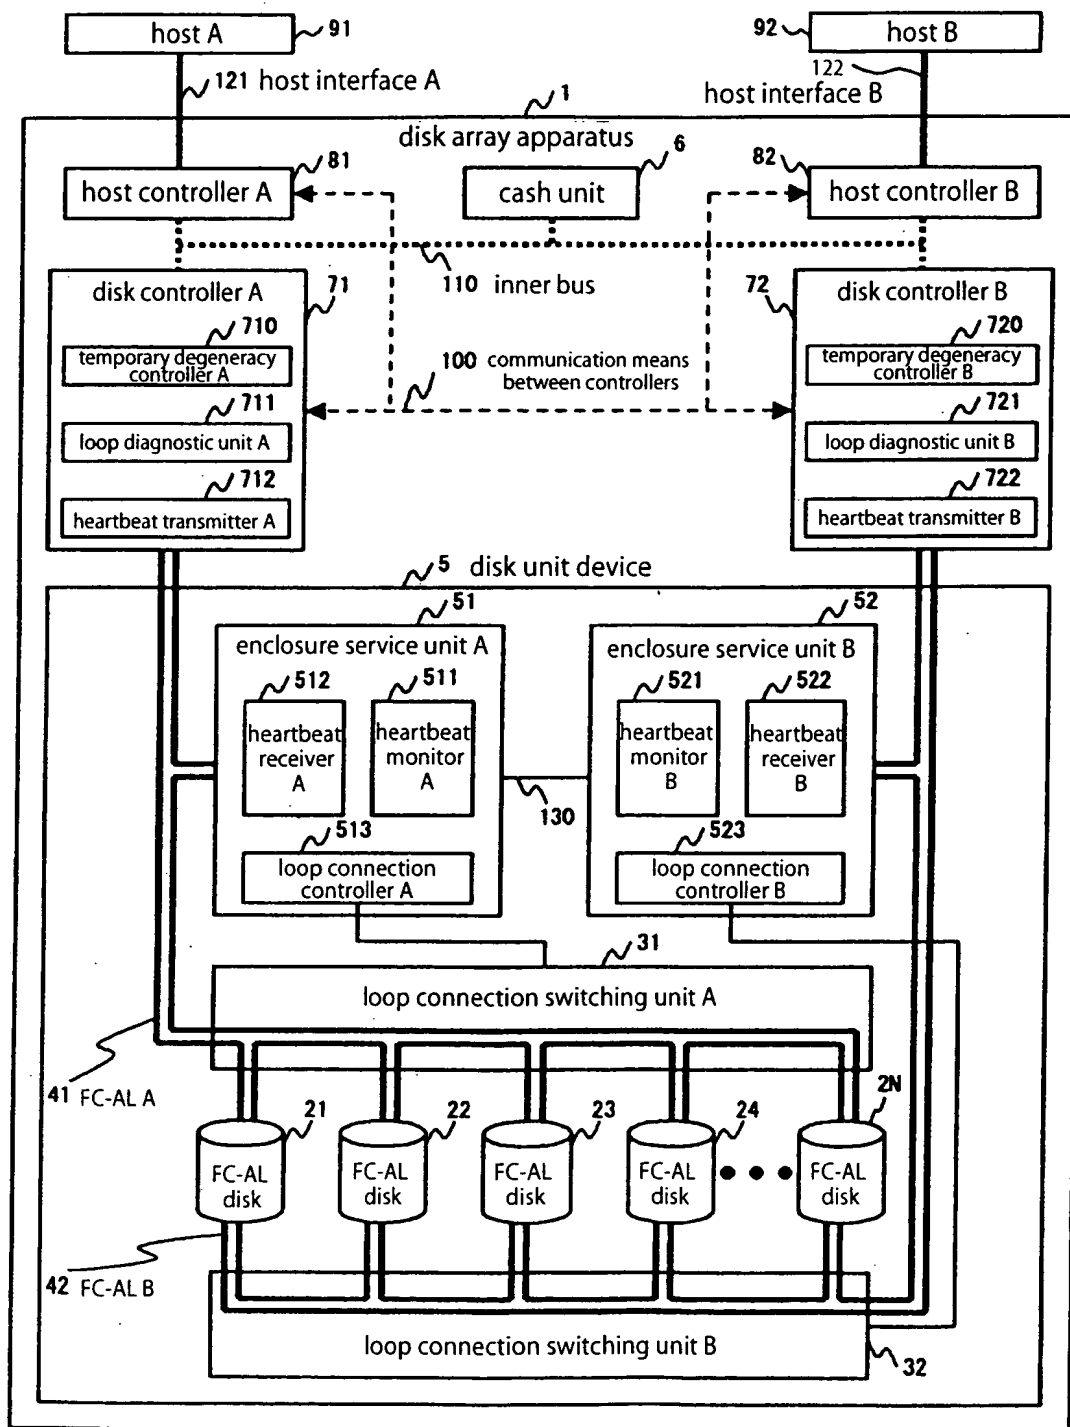 host A
91
92
host B
121 host interface A
122
host interface B
1
disk array apparatus
81
6
82
host controller A
cash unit
host controller B
110 inner bus
71
72
disk controller A
disk controller B
710
720
temporary degeneracy
controller A
temporary degeneracy
controller B
100 communication means
between controllers
711
721
loop diagnostic unit A
loop diagnostic unit B
712
722
heartbeat transmitter A
heartbeat transmitter B
5 disk unit device
51
52
enclosure service unit A
enclosure service unit B
512
511
521
522
heartbeat
receiver
A
heartbeat
monitor
A
heartbeat
monitor
B
heartbeat
receiver
B
130
513
523
loop connection
controller A
loop connection
controller B
31
loop connection switching unit A
41 FC-AL A
21
22
23
24
2N
FC-AL
disk
FC-AL
disk
FC-AL
disk
FC-AL
disk
FC-AL
disk
42 FC-AL B
loop connection switching unit B
32